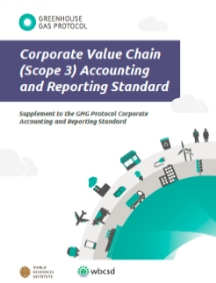 GREENHOUSE
GAS PROTOCOL
Corporate Value Chain
(Scope 3) Accounting
and Reporting Standard
Supplement to the GHG Protocol Corporate
Accounting and Reporting Standard
WORLD
RESOURCES
INSTITUTE
wbcsd